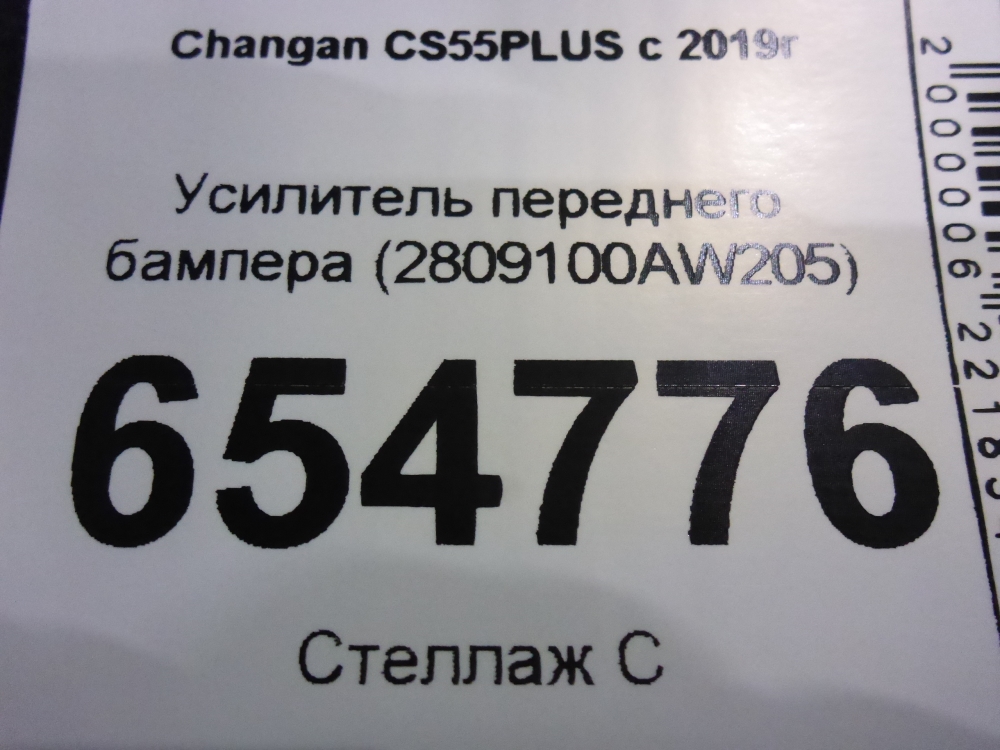 Changan CS55PLUS с 2019г
Усилитель переднего
бампера (2809100AW205)
654776
Стеллаж С